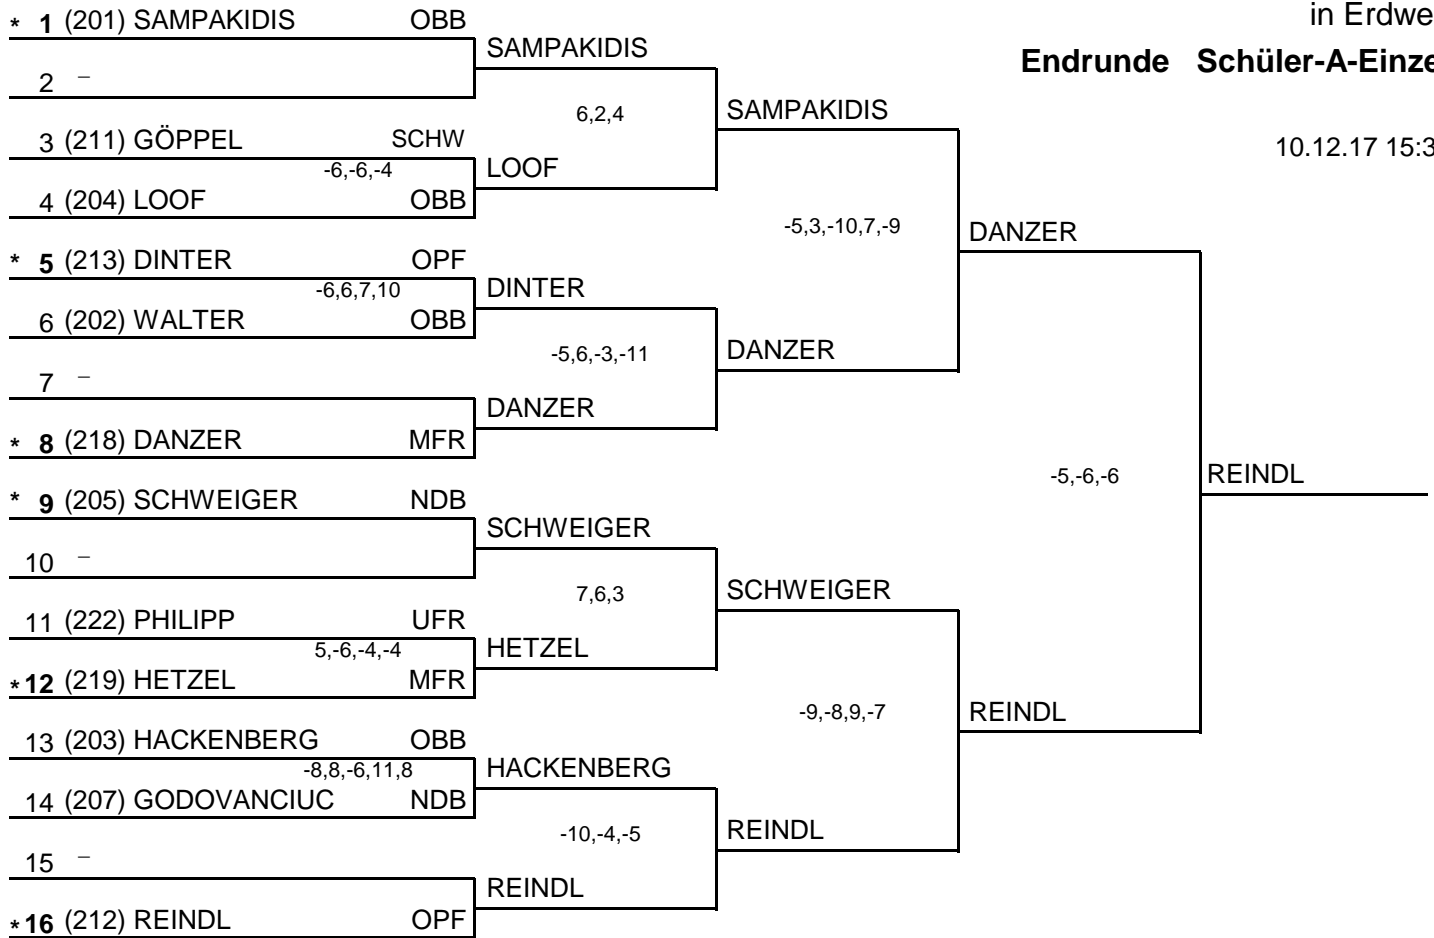 in Erdwe
Endrunde Schüler-A-Einze
10.12.17 15:3
* 1 (201) SAMPAKIDIS OBB
SAMPAKIDIS
2 –
6,2,4
SAMPAKIDIS
3 (211) GÖPPEL SCHW
-6,-6,-4
LOOF
4 (204) LOOF OBB
-5,3,-10,7,-9
DANZER
* 5 (213) DINTER OPF
-6,6,7,10
DINTER
6 (202) WALTER OBB
-5,6,-3,-11
DANZER
7 –
DANZER
* 8 (218) DANZER MFR
-5,-6,-6
REINDL
* 9 (205) SCHWEIGER NDB
SCHWEIGER
10 –
7,6,3
SCHWEIGER
11 (222) PHILIPP UFR
5,-6,-4,-4
HETZEL
* 12 (219) HETZEL MFR
-9,-8,9,-7
REINDL
13 (203) HACKENBERG OBB
-8,8,-6,11,8
HACKENBERG
14 (207) GODOVANCIUC NDB
-10,-4,-5
REINDL
15 –
REINDL
* 16 (212) REINDL OPF